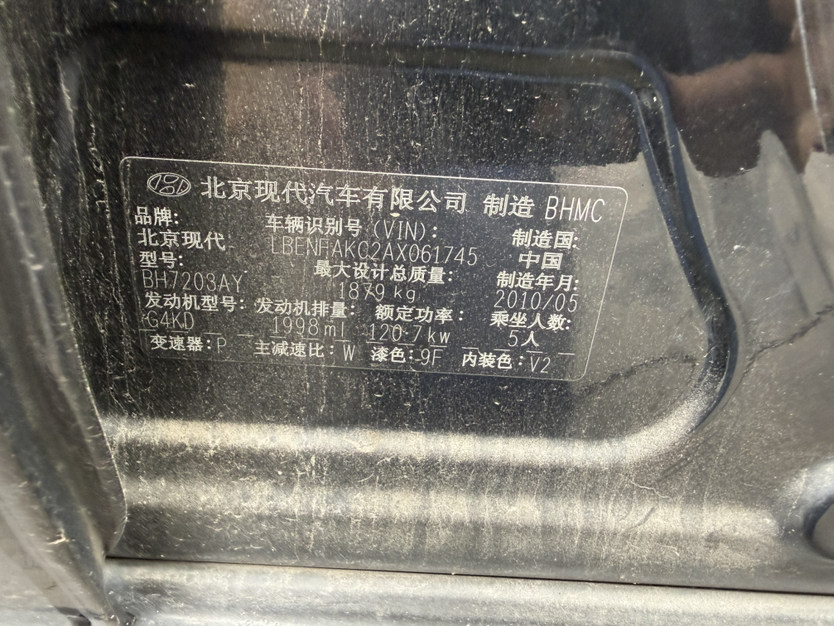 北京现代汽车有限公司 制造 BHMC
品牌: 车辆识别号 (VIN): 制造国:
北京现代 LBENFAKC2AX061745 中国
型号: 最大设计总质量: 制造年月:
BH7203AY 1879 kg 2010/05
发动机型号: 发动机排量: 额定功率: 乘坐人数:
G4KD 1998ml 120·7kw 5人
变速器:P 主减速比:W 漆色:9F 内装色:V2